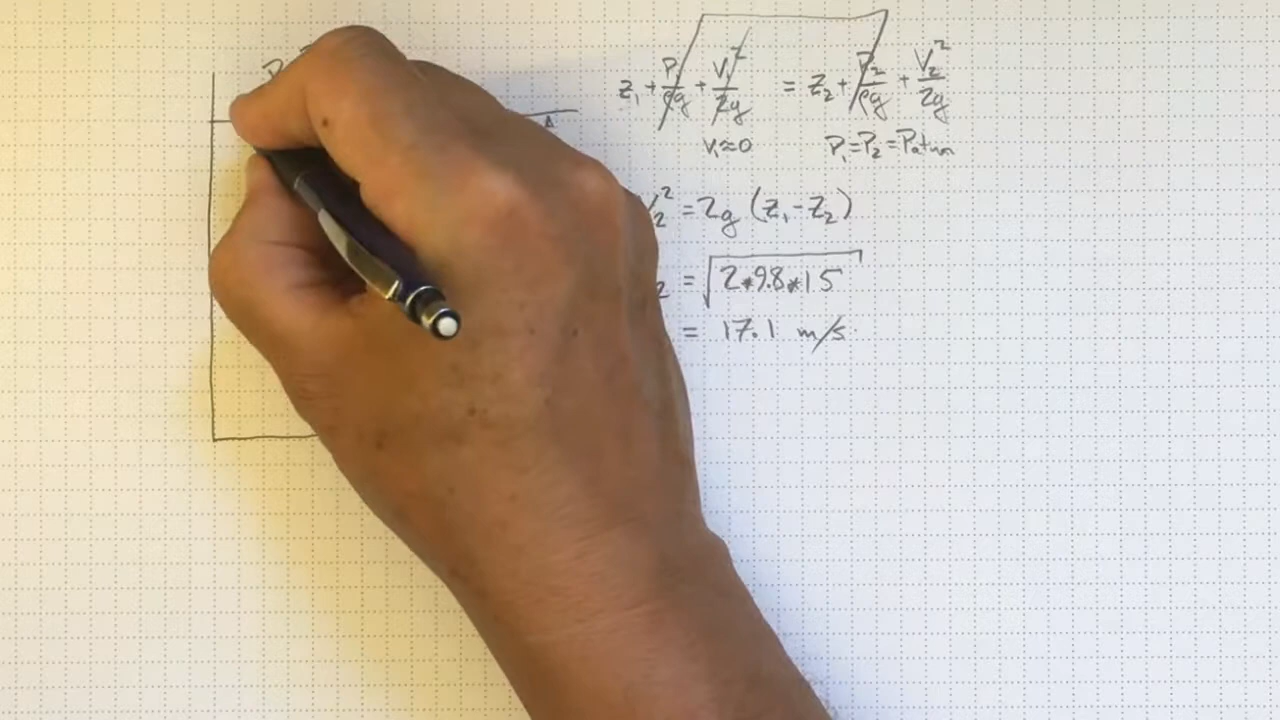 P
z₁ + P₁/ρg + V₁²/2g = z₂ + P₂/ρg + V₂²/2g
V₁≈0 P₁=P₂=Patm
V₂² = 2g (z₁-z₂)
₂ = √2*9.8*15
= 17.1 m/s